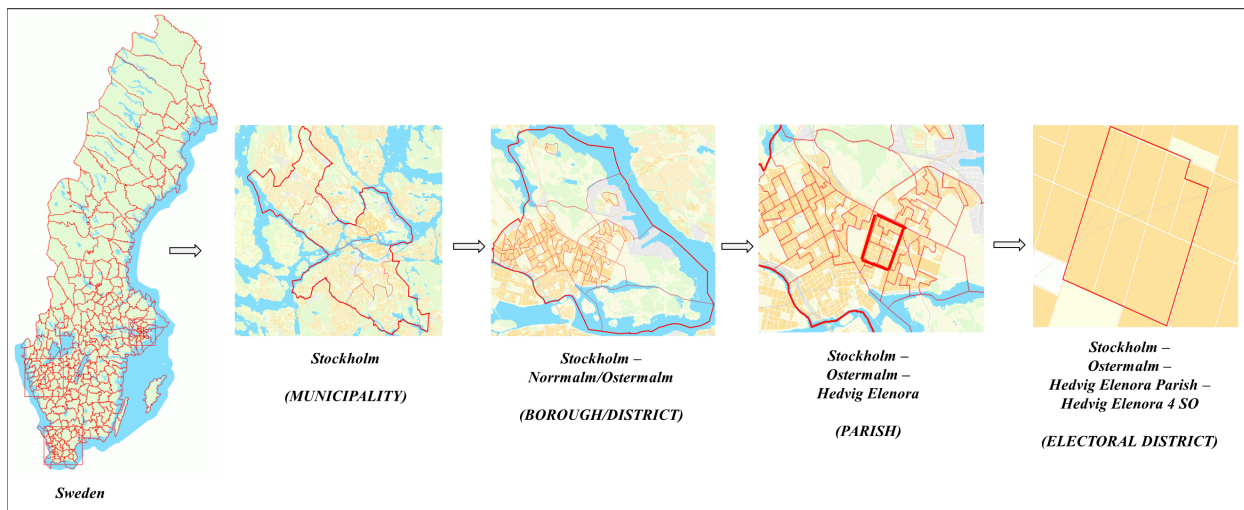 Sweden
Stockholm
(MUNICIPALITY)
Stockholm –
Norrmalm/Ostermalm
(BOROUGH/DISTRICT)
Stockholm –
Ostermalm –
Hedvig Elenora
(PARISH)
Stockholm –
Ostermalm –
Hedvig Elenora Parish –
Hedvig Elenora 4 SO
(ELECTORAL DISTRICT)